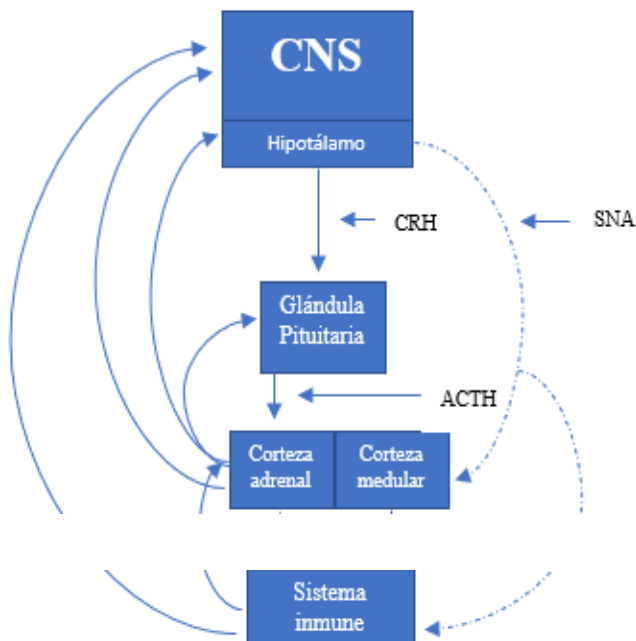 CNS
Hipotálamo
CRH
SNA
Glándula
Pituitaria
ACTH
Corteza
adrenal
Corteza
medular
Sistema
inmune